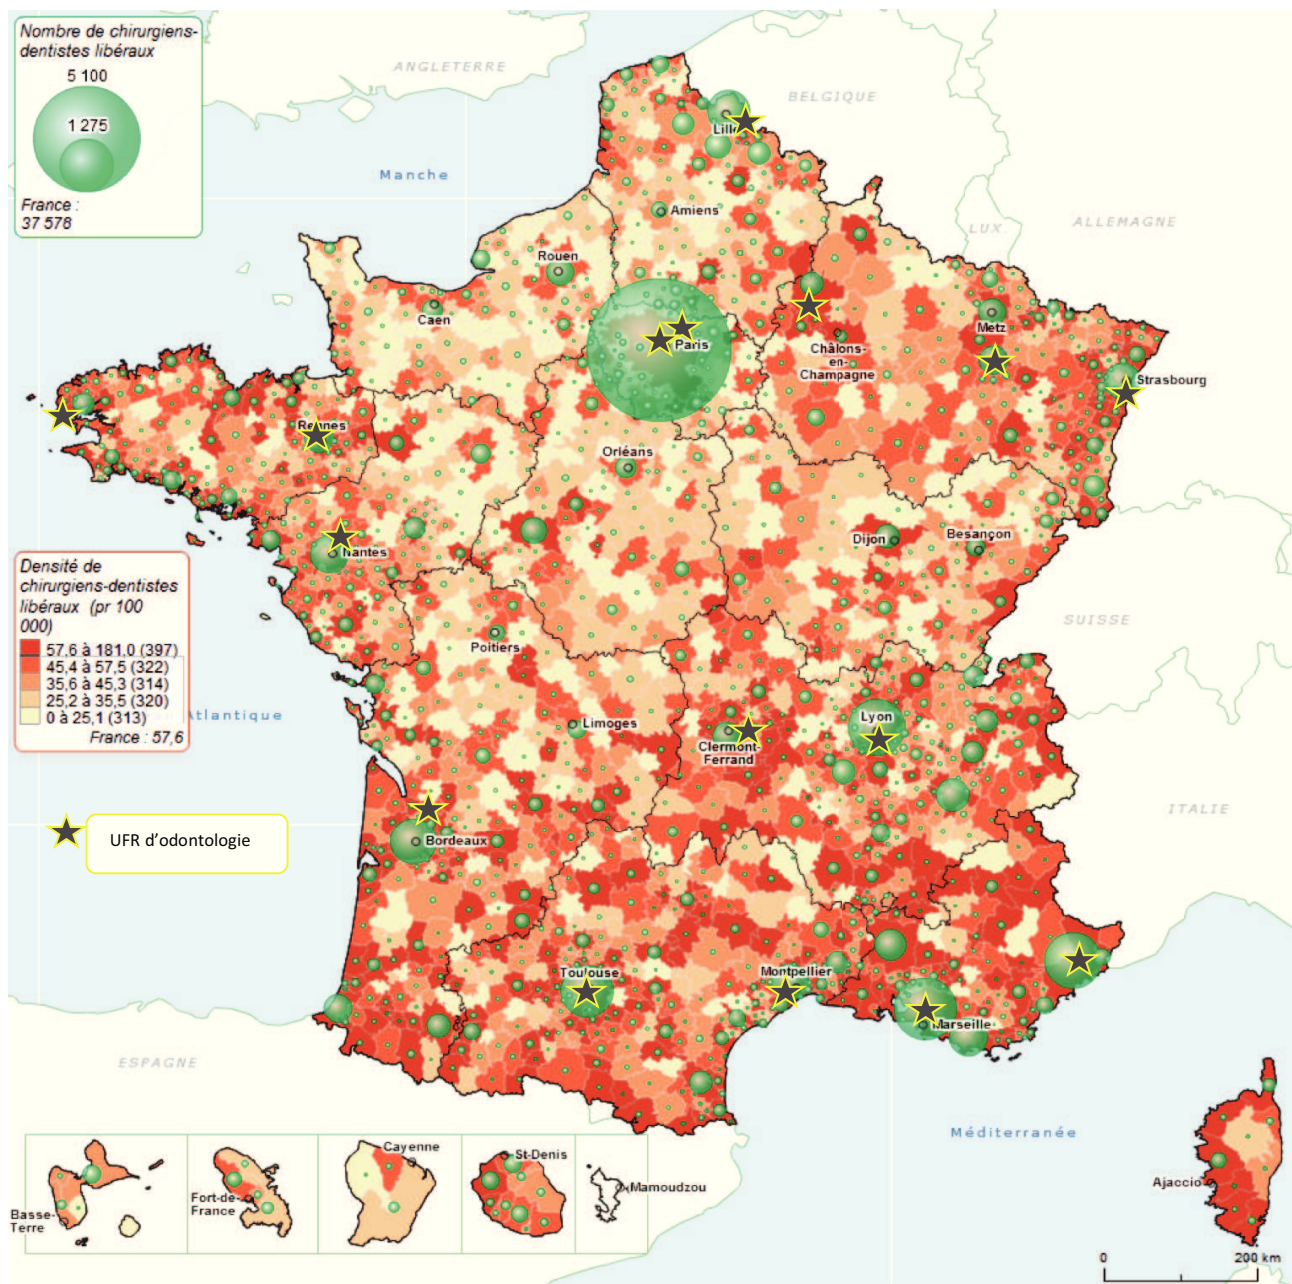 Nombre de chirurgiens-
dentistes libéraux
5 100
1 275
France :
37 578
ANGLETERRE
BELGIQUE
Manche
Lille
Amiens
LUX
ALLEMAGNE
Rouen
Caen
Metz
Paris
Châlons-
en-
Champagne
Strasbourg
Rennes
Orléans
Nantes
Dijon
Besançon
Densité de
chirurgiens-dentistes
libéraux (pr 100
000)
57,6 à 181,0 (397)
45,4 à 57,5 (322)
35,6 à 45,3 (314)
25,2 à 35,5 (320)
0 à 25,1 (313)
France : 57,6
Atlantique
SUISSE
Poitiers
Limoges
Lyon
Clermont-
Ferrand
ITALIE
UFR d'odontologie
Bordeaux
Toulouse
Montpellier
Marseille
ESPAGNE
Méditerranée
Ajaccio
Basse-
Terre
Fort-de-
France
Cayenne
St-Denis
Mamoudzou
0 200 km